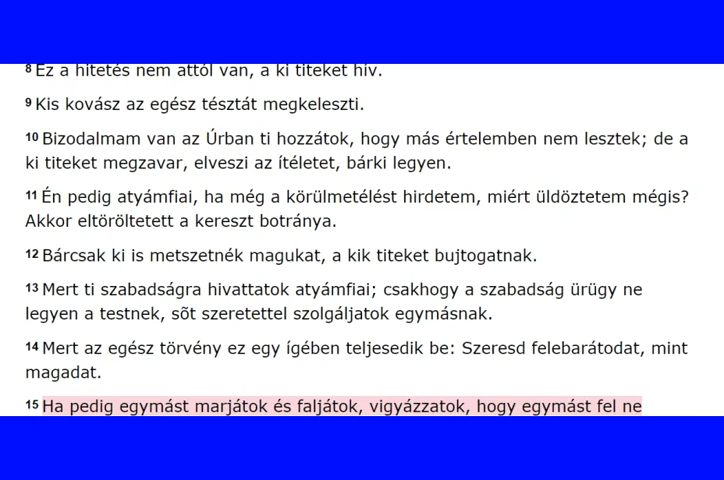 8 Ez a hitetés nem attól van, a ki titeket hív.
9 Kis kovász az egész tésztát megkeleszti.
10 Bizodalmam van az Úrban ti hozzátok, hogy más értelemben nem lesztek; de a
ki titeket megzavar, elveszi az ítéletet, bárki legyen.
11 Én pedig atyámfiai, ha még a körülmetélést hirdetem, miért üldöztetem mégis?
Akkor eltöröltetett a kereszt botránya.
12 Bárcsak ki is metszetnék magukat, a kik titeket bujtogatnak.
13 Mert ti szabadságra hivattatok atyámfiai; csakhogy a szabadság ürügy ne
legyen a testnek, sõt szeretettel szolgáljatok egymásnak.
14 Mert az egész törvény ez egy ígében teljesedik be: Szeresd felebarátodat, mint
magadat.
15 Ha pedig egymást marjátok és faljátok, vigyázzatok, hogy egymást fel ne